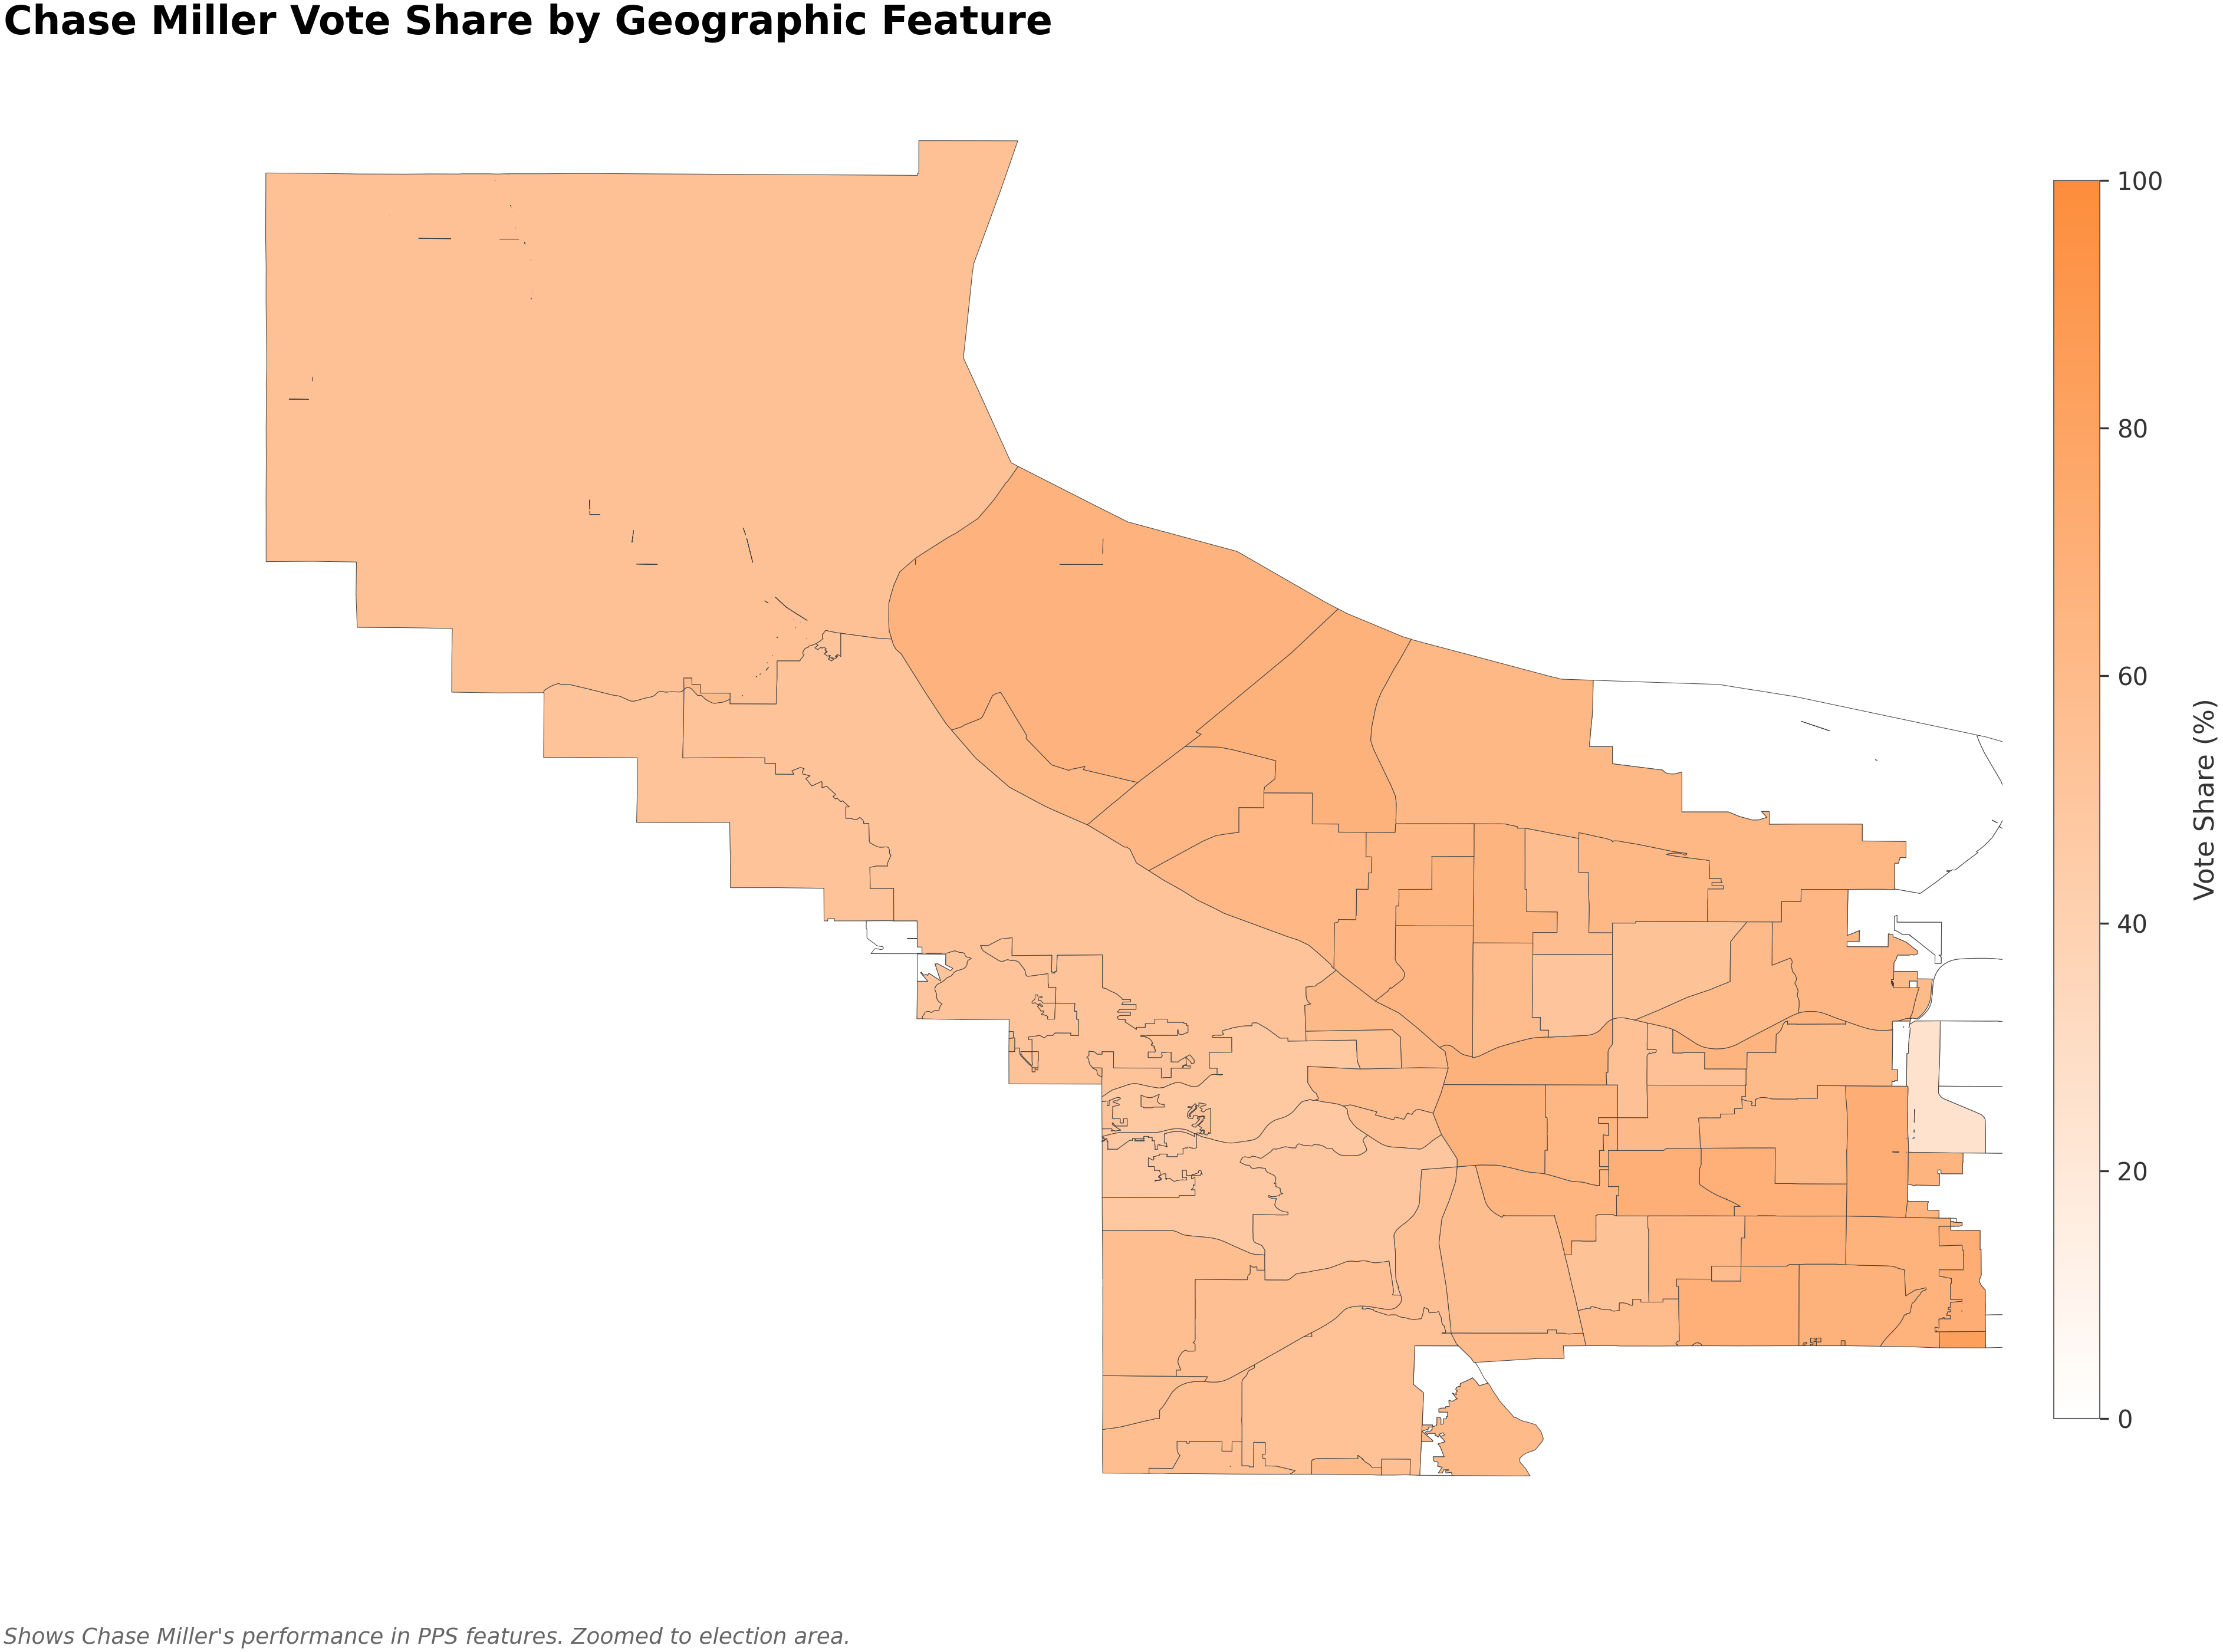 Chase Miller Vote Share by Geographic Feature
100
80
60
40
20
0
Vote Share (%)
Shows Chase Miller's performance in PPS features. Zoomed to election area.